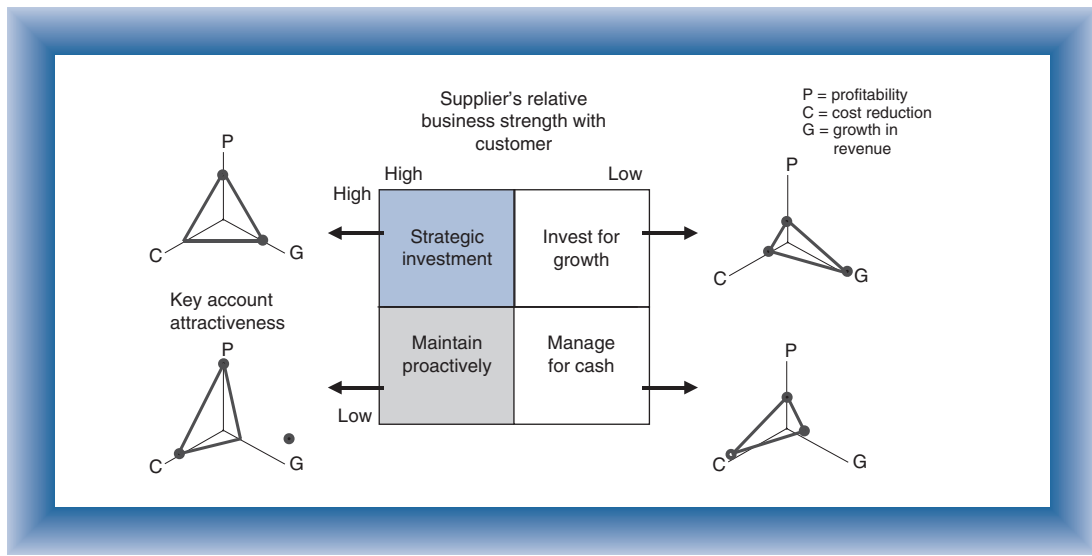 Supplier's relative
business strength with
customer
P = profitability
C = cost reduction
G = growth in
revenue
P
C
G
High
Low
High
Strategic
investment
Invest for
growth
P
C
G
Key account
attractiveness
Maintain
proactively
Manage
for cash
Low
P
C
G
P
C
G